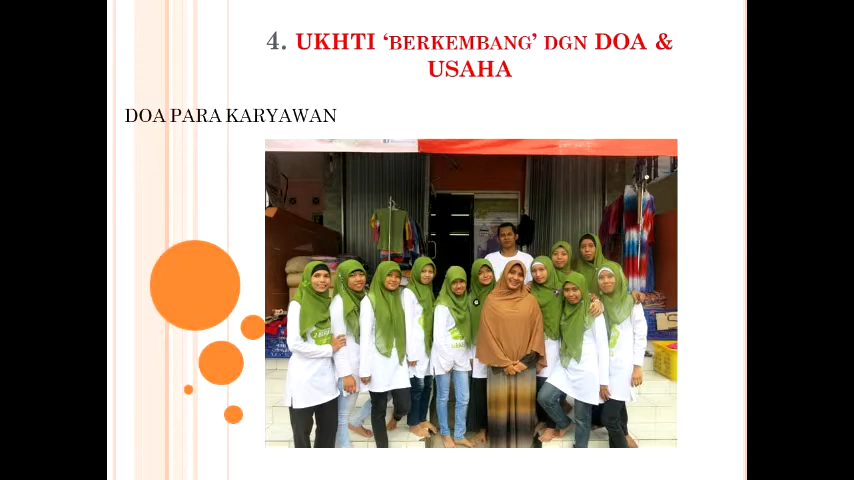 4. UKHTI ‘BERKEMBANG’ DGN DOA &
USAHA
DOA PARA KARYAWAN